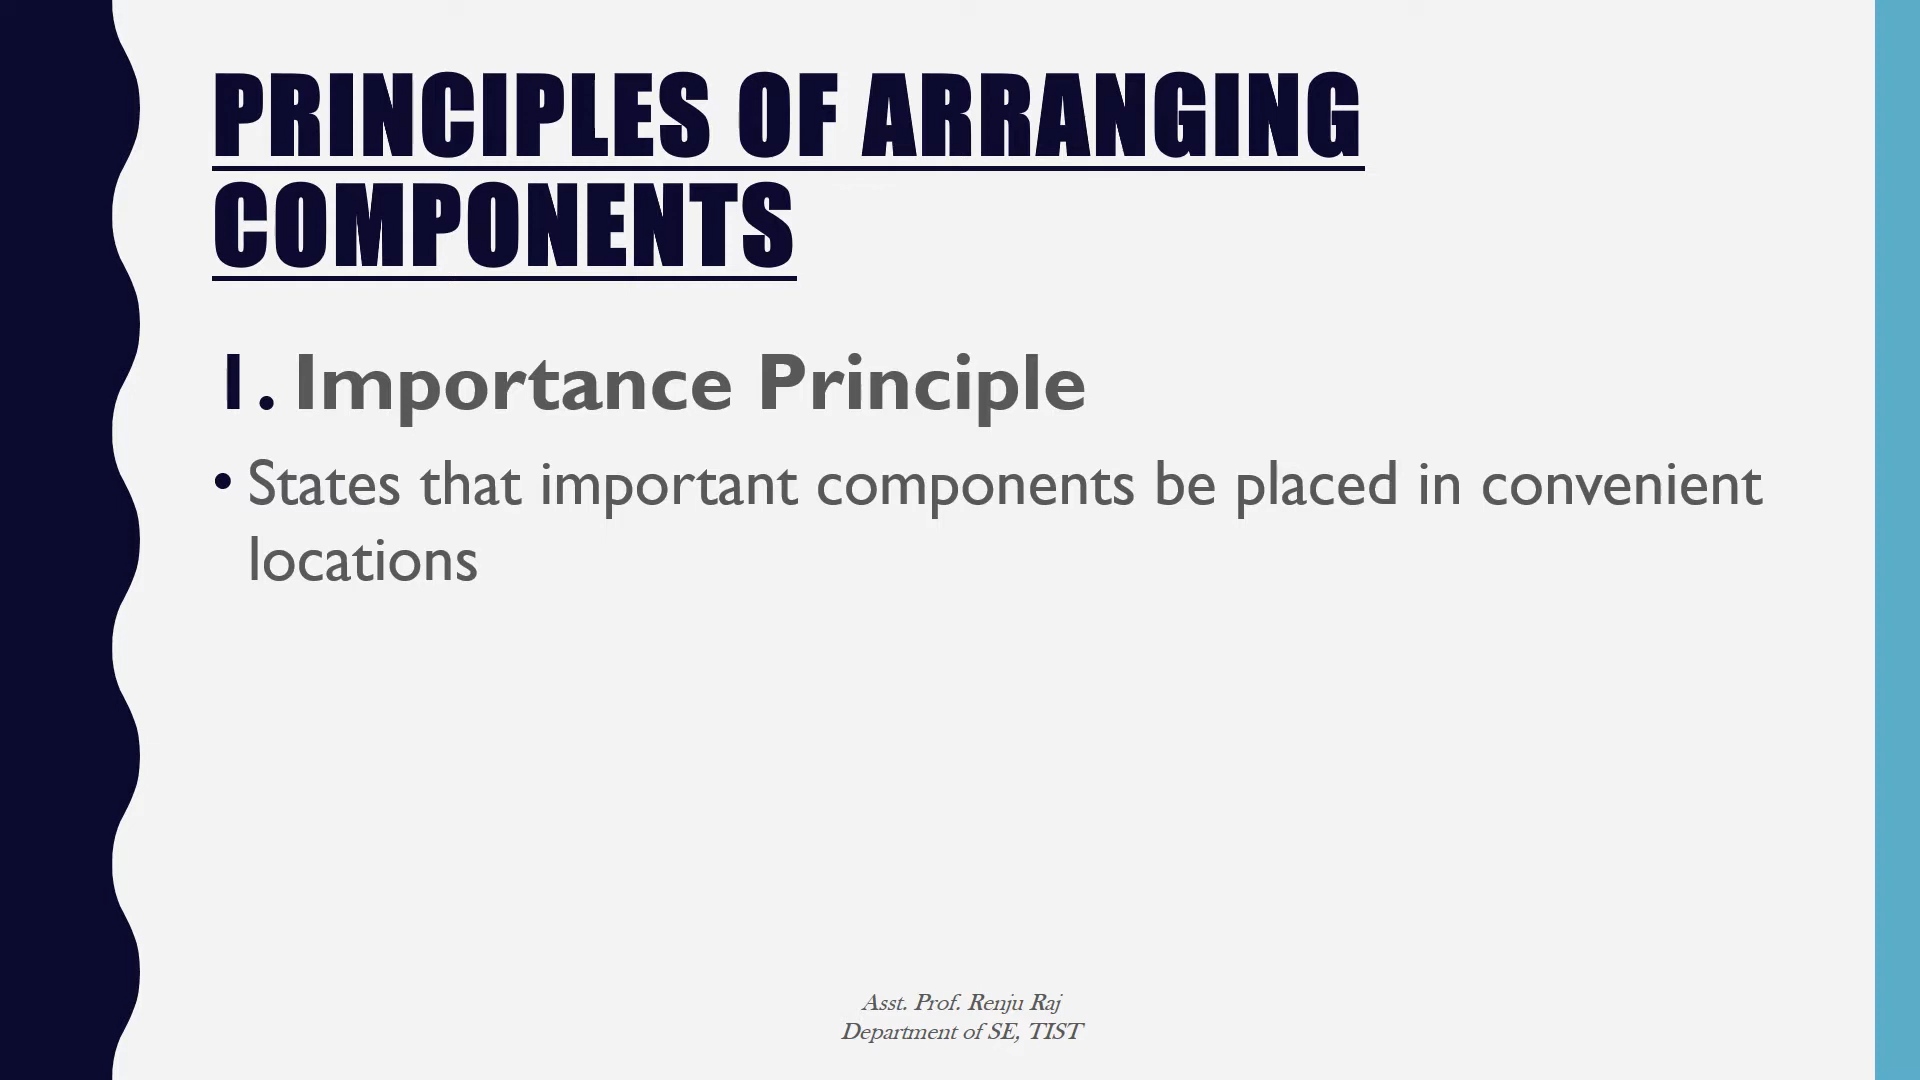 PRINCIPLES OF ARRANGING
COMPONENTS
1. Importance Principle
• States that important components be placed in convenient
locations
Asst. Prof. Renju Raj
Department of SE, TIST